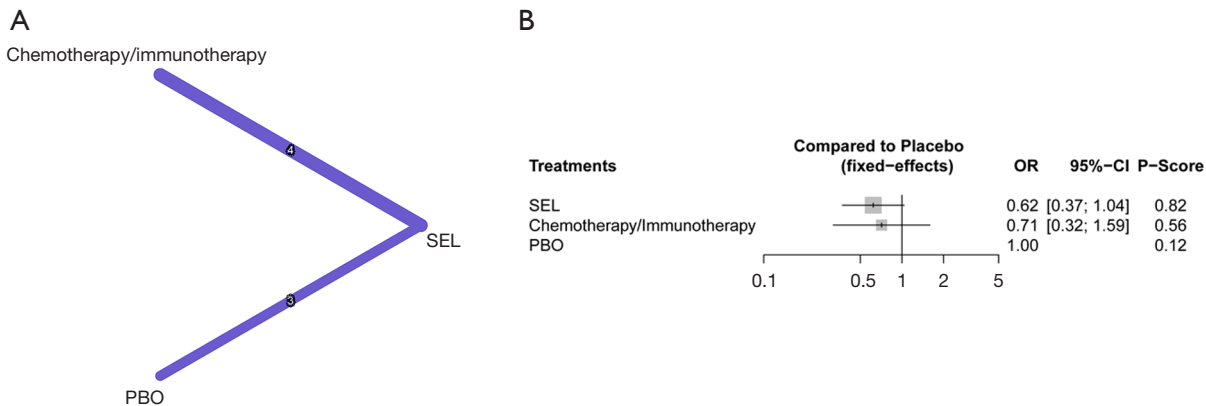 A
Chemotherapy/immunotherapy
4
SEL
3
PBO
B
Compared to Placebo
Treatments (fixed−effects) OR 95%−CI P−Score
SEL 0.62 [0.37; 1.04] 0.82
Chemotherapy/Immunotherapy 0.71 [0.32; 1.59] 0.56
PBO 1.00 0.12
0.1 0.5 1 2 5